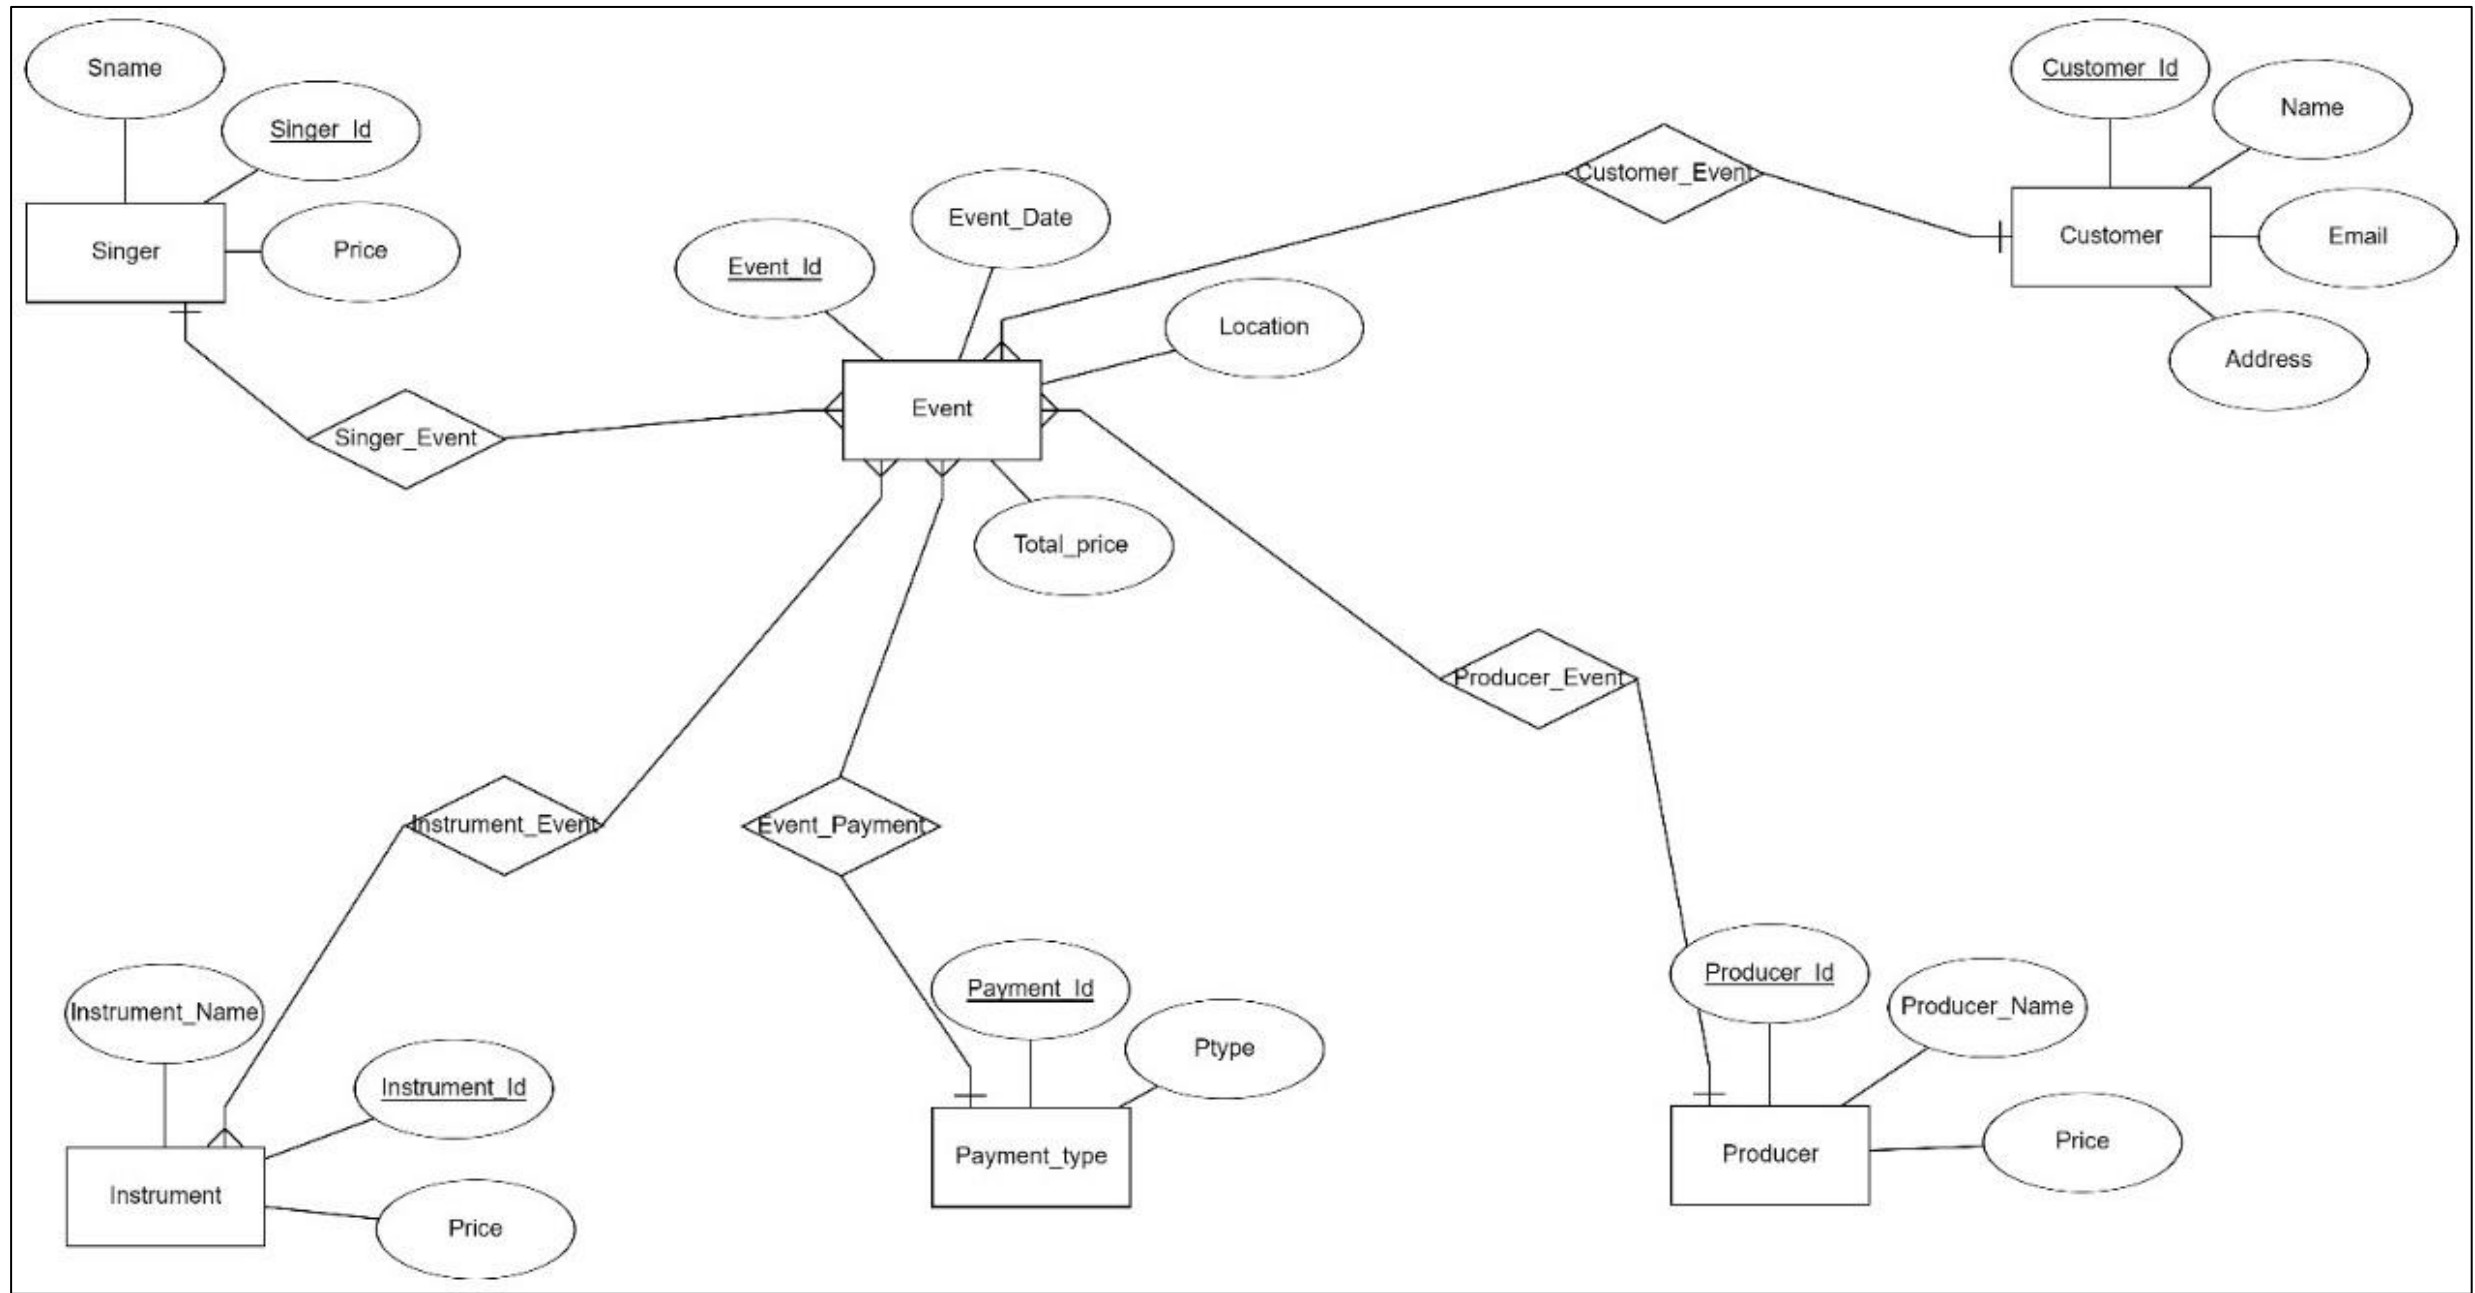 Sname
Singer_Id
Singer
Price
Singer_Event
Event_Id
Event_Date
Location
Event
Total_price
Customer_Event
Customer_Id
Name
Customer
Email
Address
Producer_Event
Instrument_Event
Event_Payment
Instrument_Name
Instrument_Id
Instrument
Price
Payment_Id
Ptype
Payment_type
Producer_Id
Producer_Name
Producer
Price